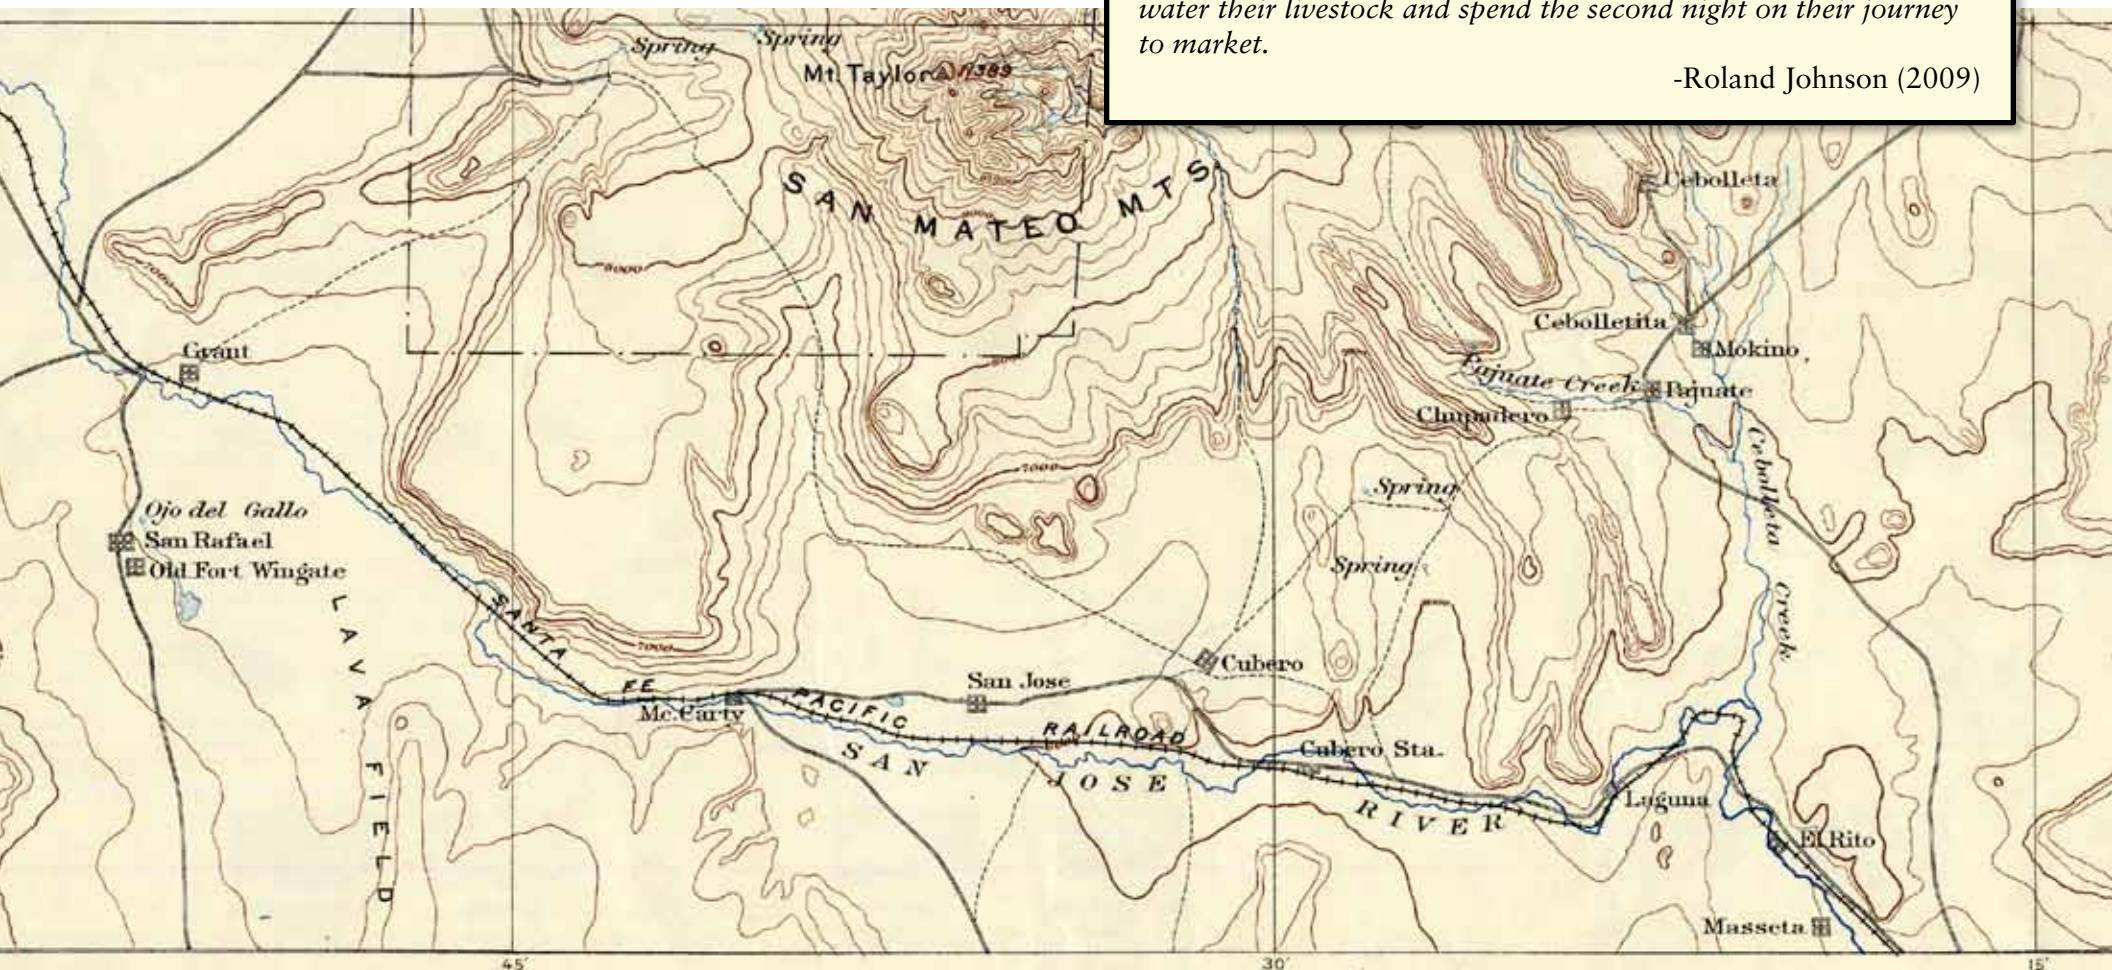 water their livestock and spend the second night on their journey
to market.
-Roland Johnson (2009)
Spring
Spring
Mt. Taylor 11389
SAN MATEO MTS
Cebolleta
7000
8000
8000
Grant
Cebolletita
Mokino
Pajuate Creek
Pajuate
Chupadero
7000
Cebolleta Creek
Spring
Ojo del Gallo
San Rafael
Old Fort Wingate
Spring
LAVA FIELD
SANTA FE PACIFIC RAILROAD
7000
Cubero
San Jose
Mc.Carty
Cubero Sta.
SAN JOSE RIVER
Laguna
El Rito
Masseta
45'
30'
15'